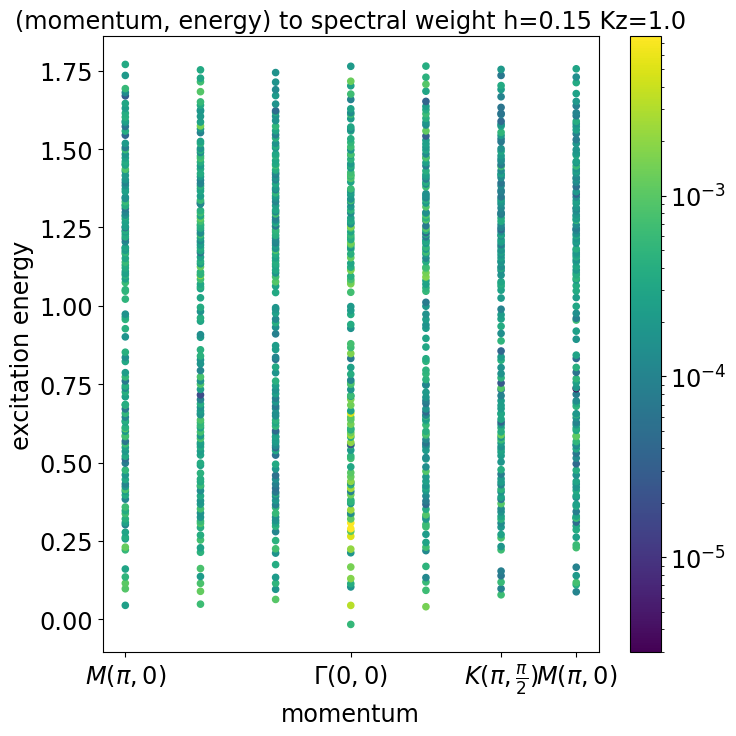 (momentum, energy) to spectral weight h=0.15 Kz=1.0
excitation energy
1.75
1.50
1.25
1.00
0.75
0.50
0.25
0.00
M(π, 0)
Γ(0, 0)
K(π, π/2)
M(π, 0)
momentum
10⁻³
10⁻⁴
10⁻⁵